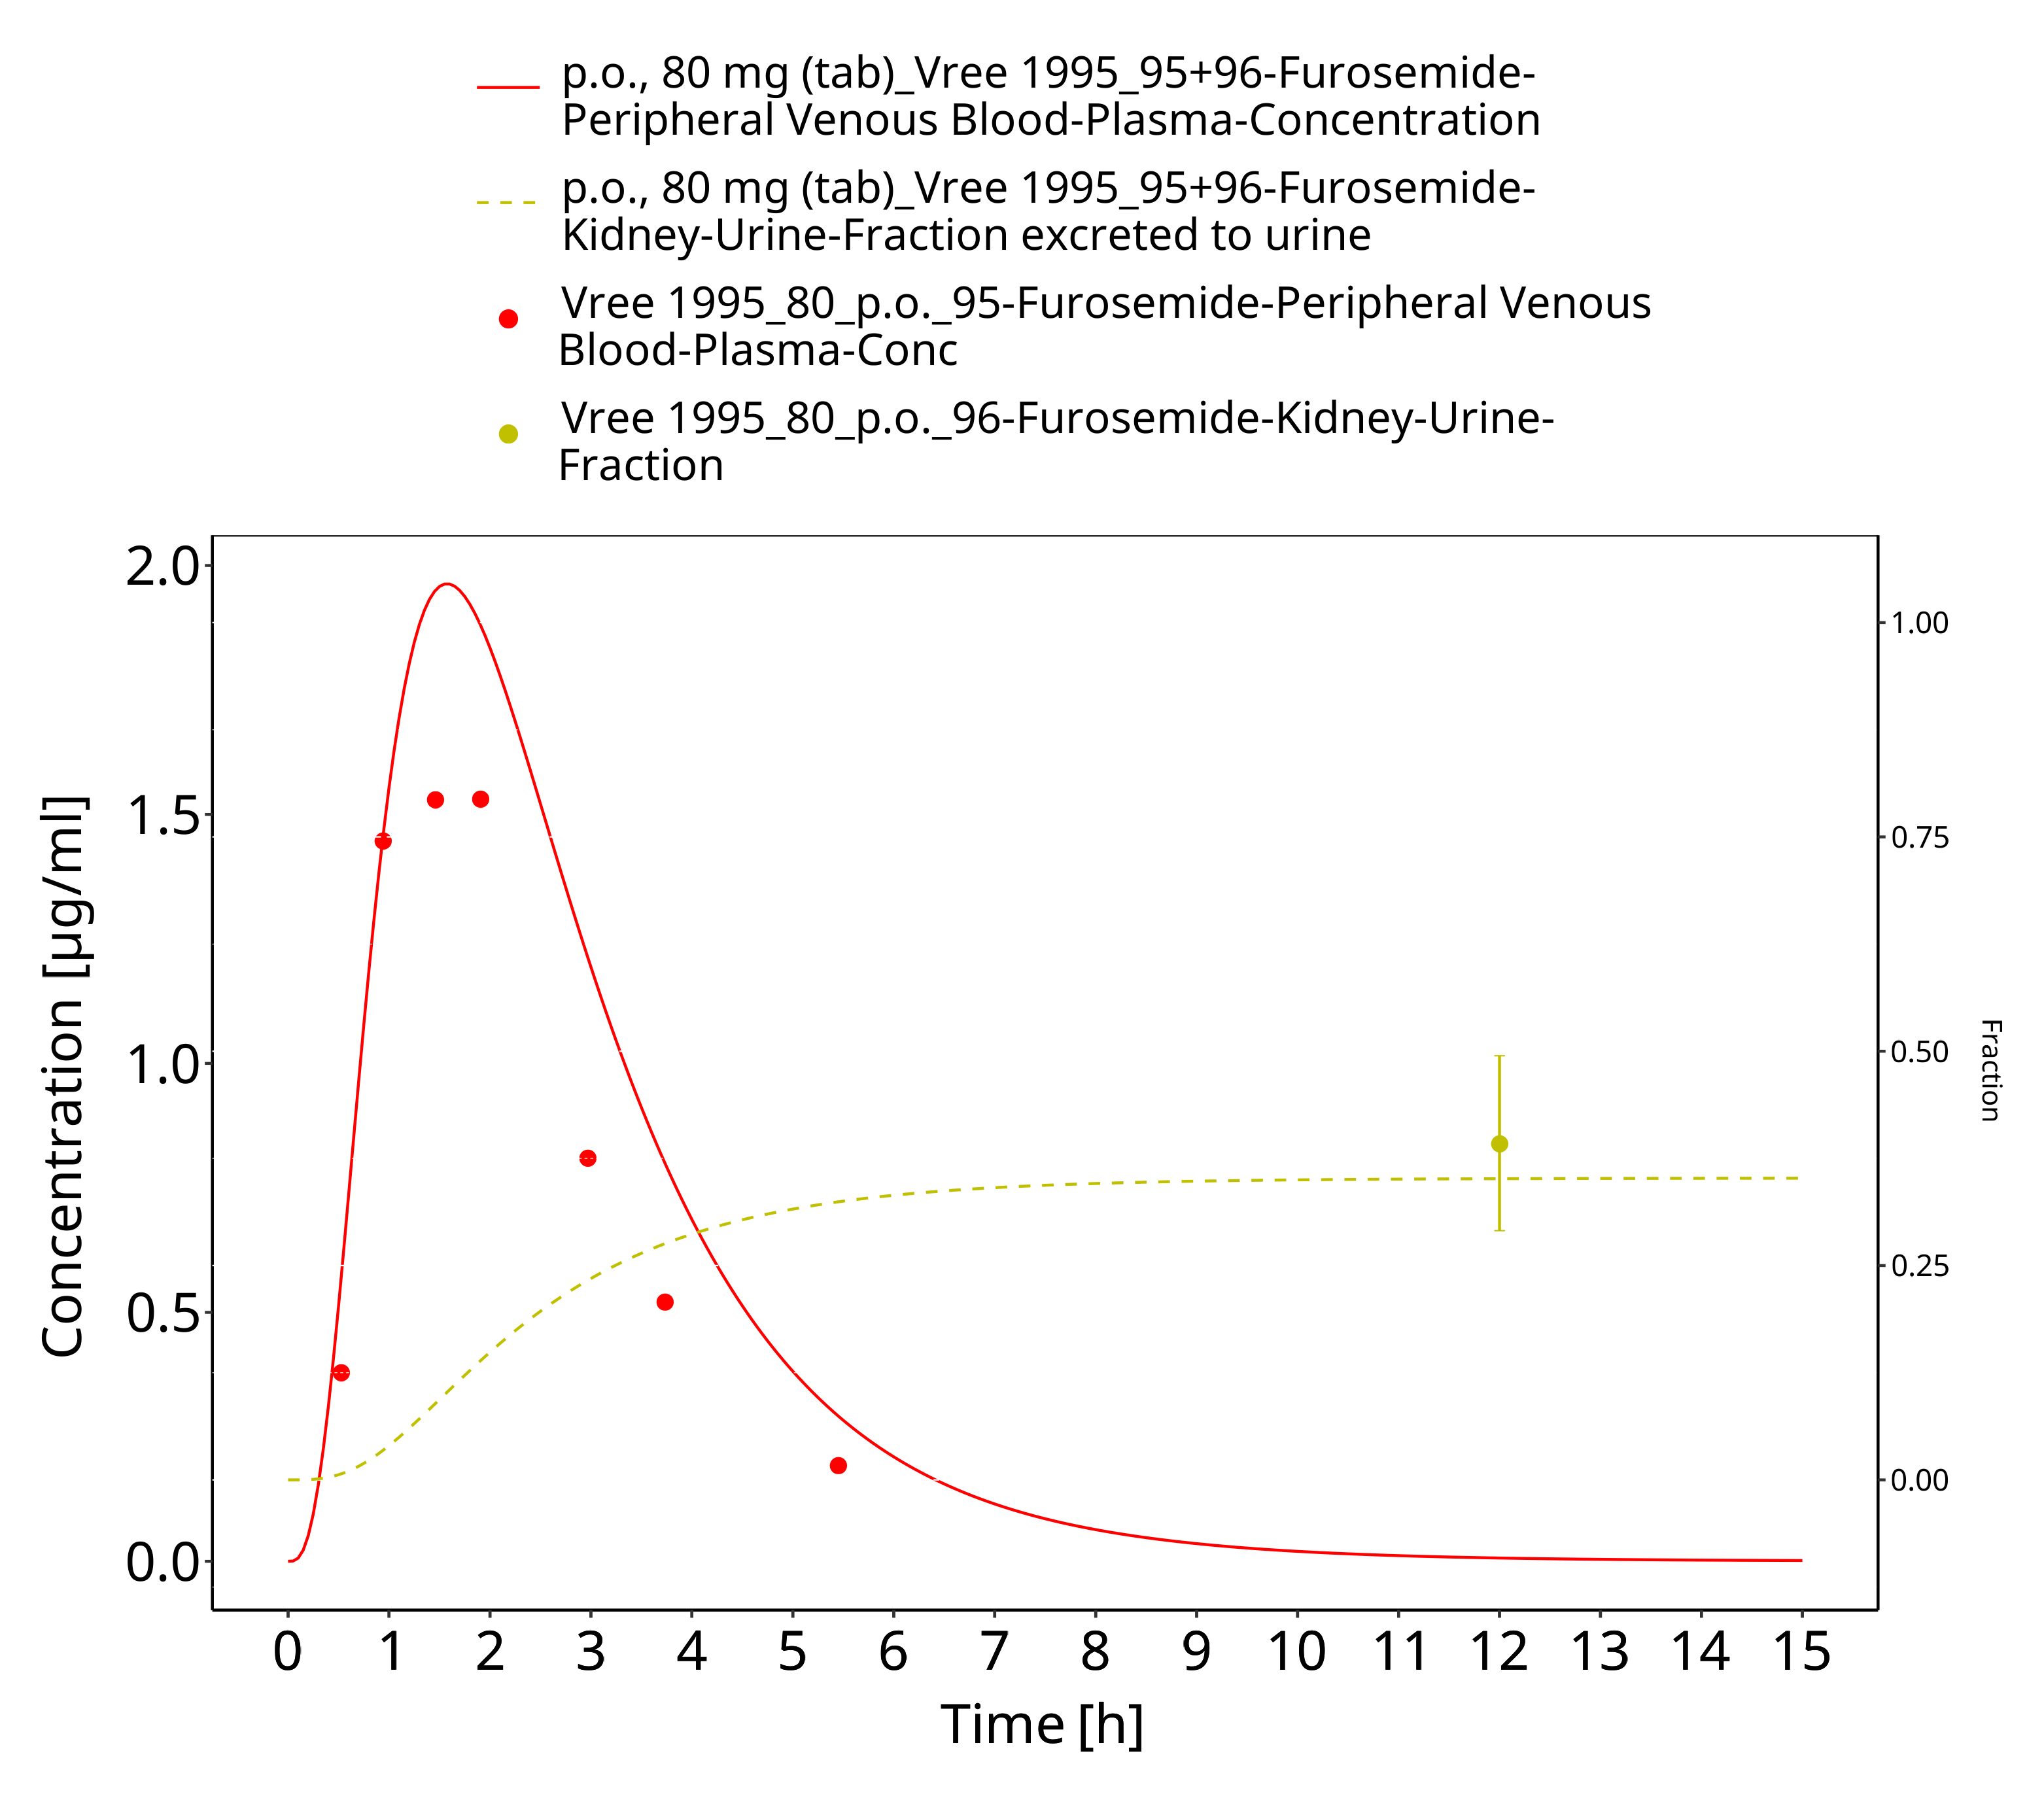 p.o., 80 mg (tab)_Vree 1995_95+96-Furosemide-
Peripheral Venous Blood-Plasma-Concentration
p.o., 80 mg (tab)_Vree 1995_95+96-Furosemide-
Kidney-Urine-Fraction excreted to urine
Vree 1995_80_p.o._95-Furosemide-Peripheral Venous
Blood-Plasma-Conc
Vree 1995_80_p.o._96-Furosemide-Kidney-Urine-
Fraction
2.0
1.5
1.0
0.5
0.0
Concentration [µg/ml]
1.00
0.75
0.50
0.25
0.00
Fraction
0 1 2 3 4 5 6 7 8 9 10 11 12 13 14 15
Time [h]